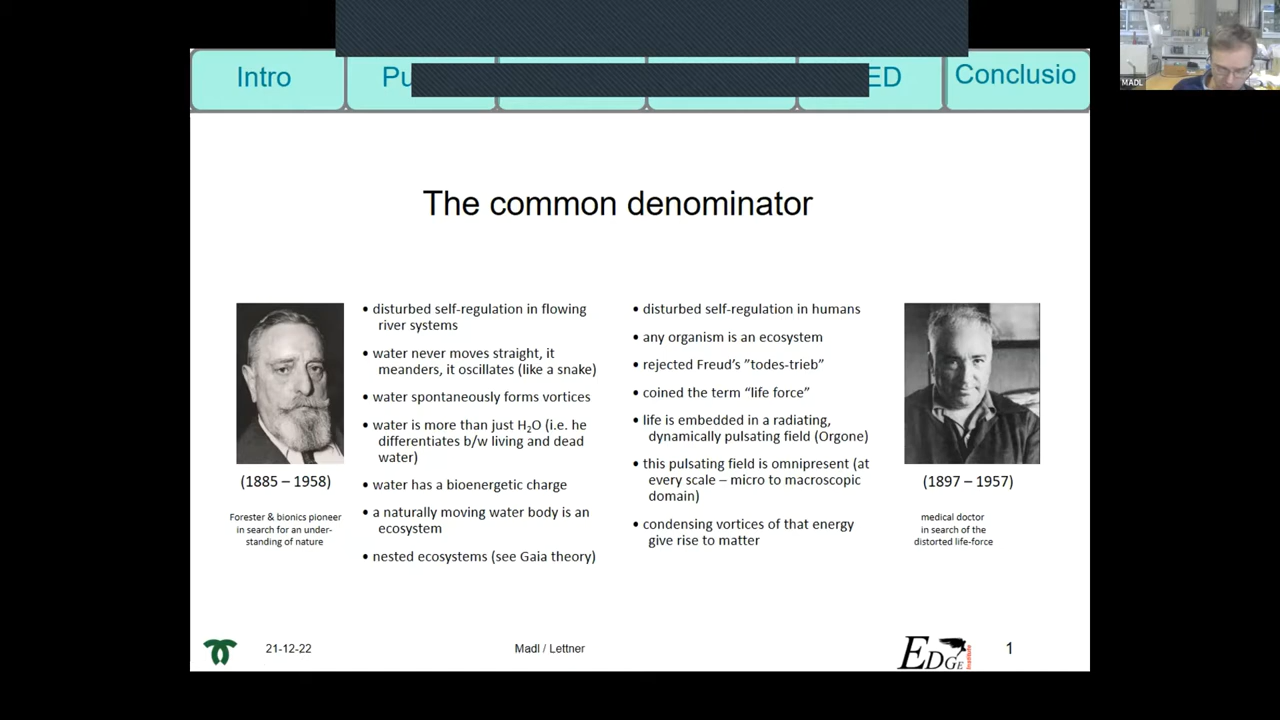 MADL
Intro
Pu
ED
Conclusio
The common denominator
• disturbed self-regulation in flowing
river systems
• water never moves straight, it
meanders, it oscillates (like a snake)
• water spontaneously forms vortices
• water is more than just H₂O (i.e. he
differentiates b/w living and dead
water)
• water has a bioenergetic charge
• a naturally moving water body is an
ecosystem
• nested ecosystems (see Gaia theory)
(1885 – 1958)
Forester & bionics pioneer
in search for an under-
standing of nature
• disturbed self-regulation in humans
• any organism is an ecosystem
• rejected Freud’s ”todes-trieb”
• coined the term “life force”
• life is embedded in a radiating,
dynamically pulsating field (Orgone)
• this pulsating field is omnipresent (at
every scale – micro to macroscopic
domain)
• condensing vortices of that energy
give rise to matter
(1897 – 1957)
medical doctor
in search of the
distorted life-force
21-12-22
Madl / Lettner
EDGE
Institute
1